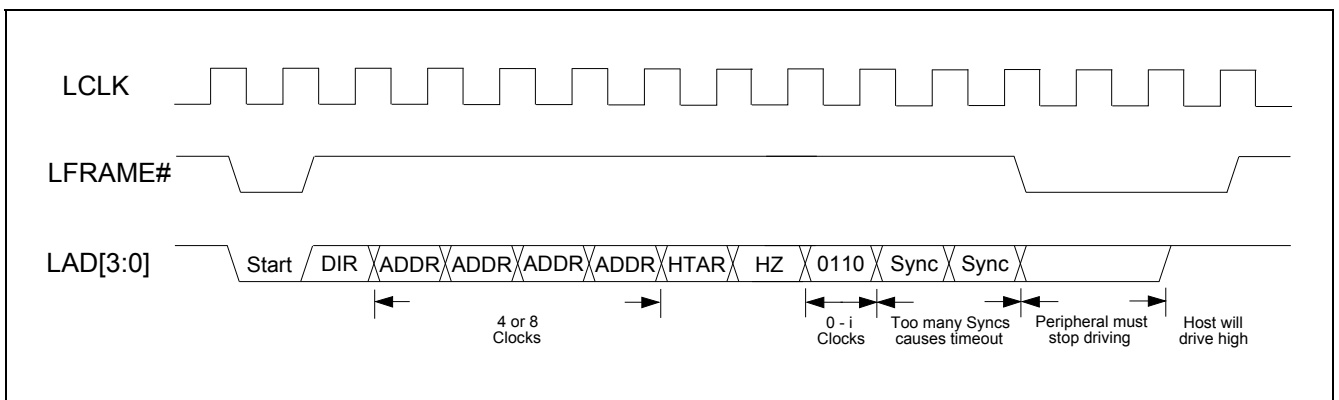 LCLK
LFRAME#
LAD[3:0]
Start DIR ADDR ADDR ADDR ADDR HTAR HZ 0110 Sync Sync
4 or 8
Clocks
0 - i
Clocks
Too many Syncs
causes timeout
Peripheral must
stop driving
Host will
drive high